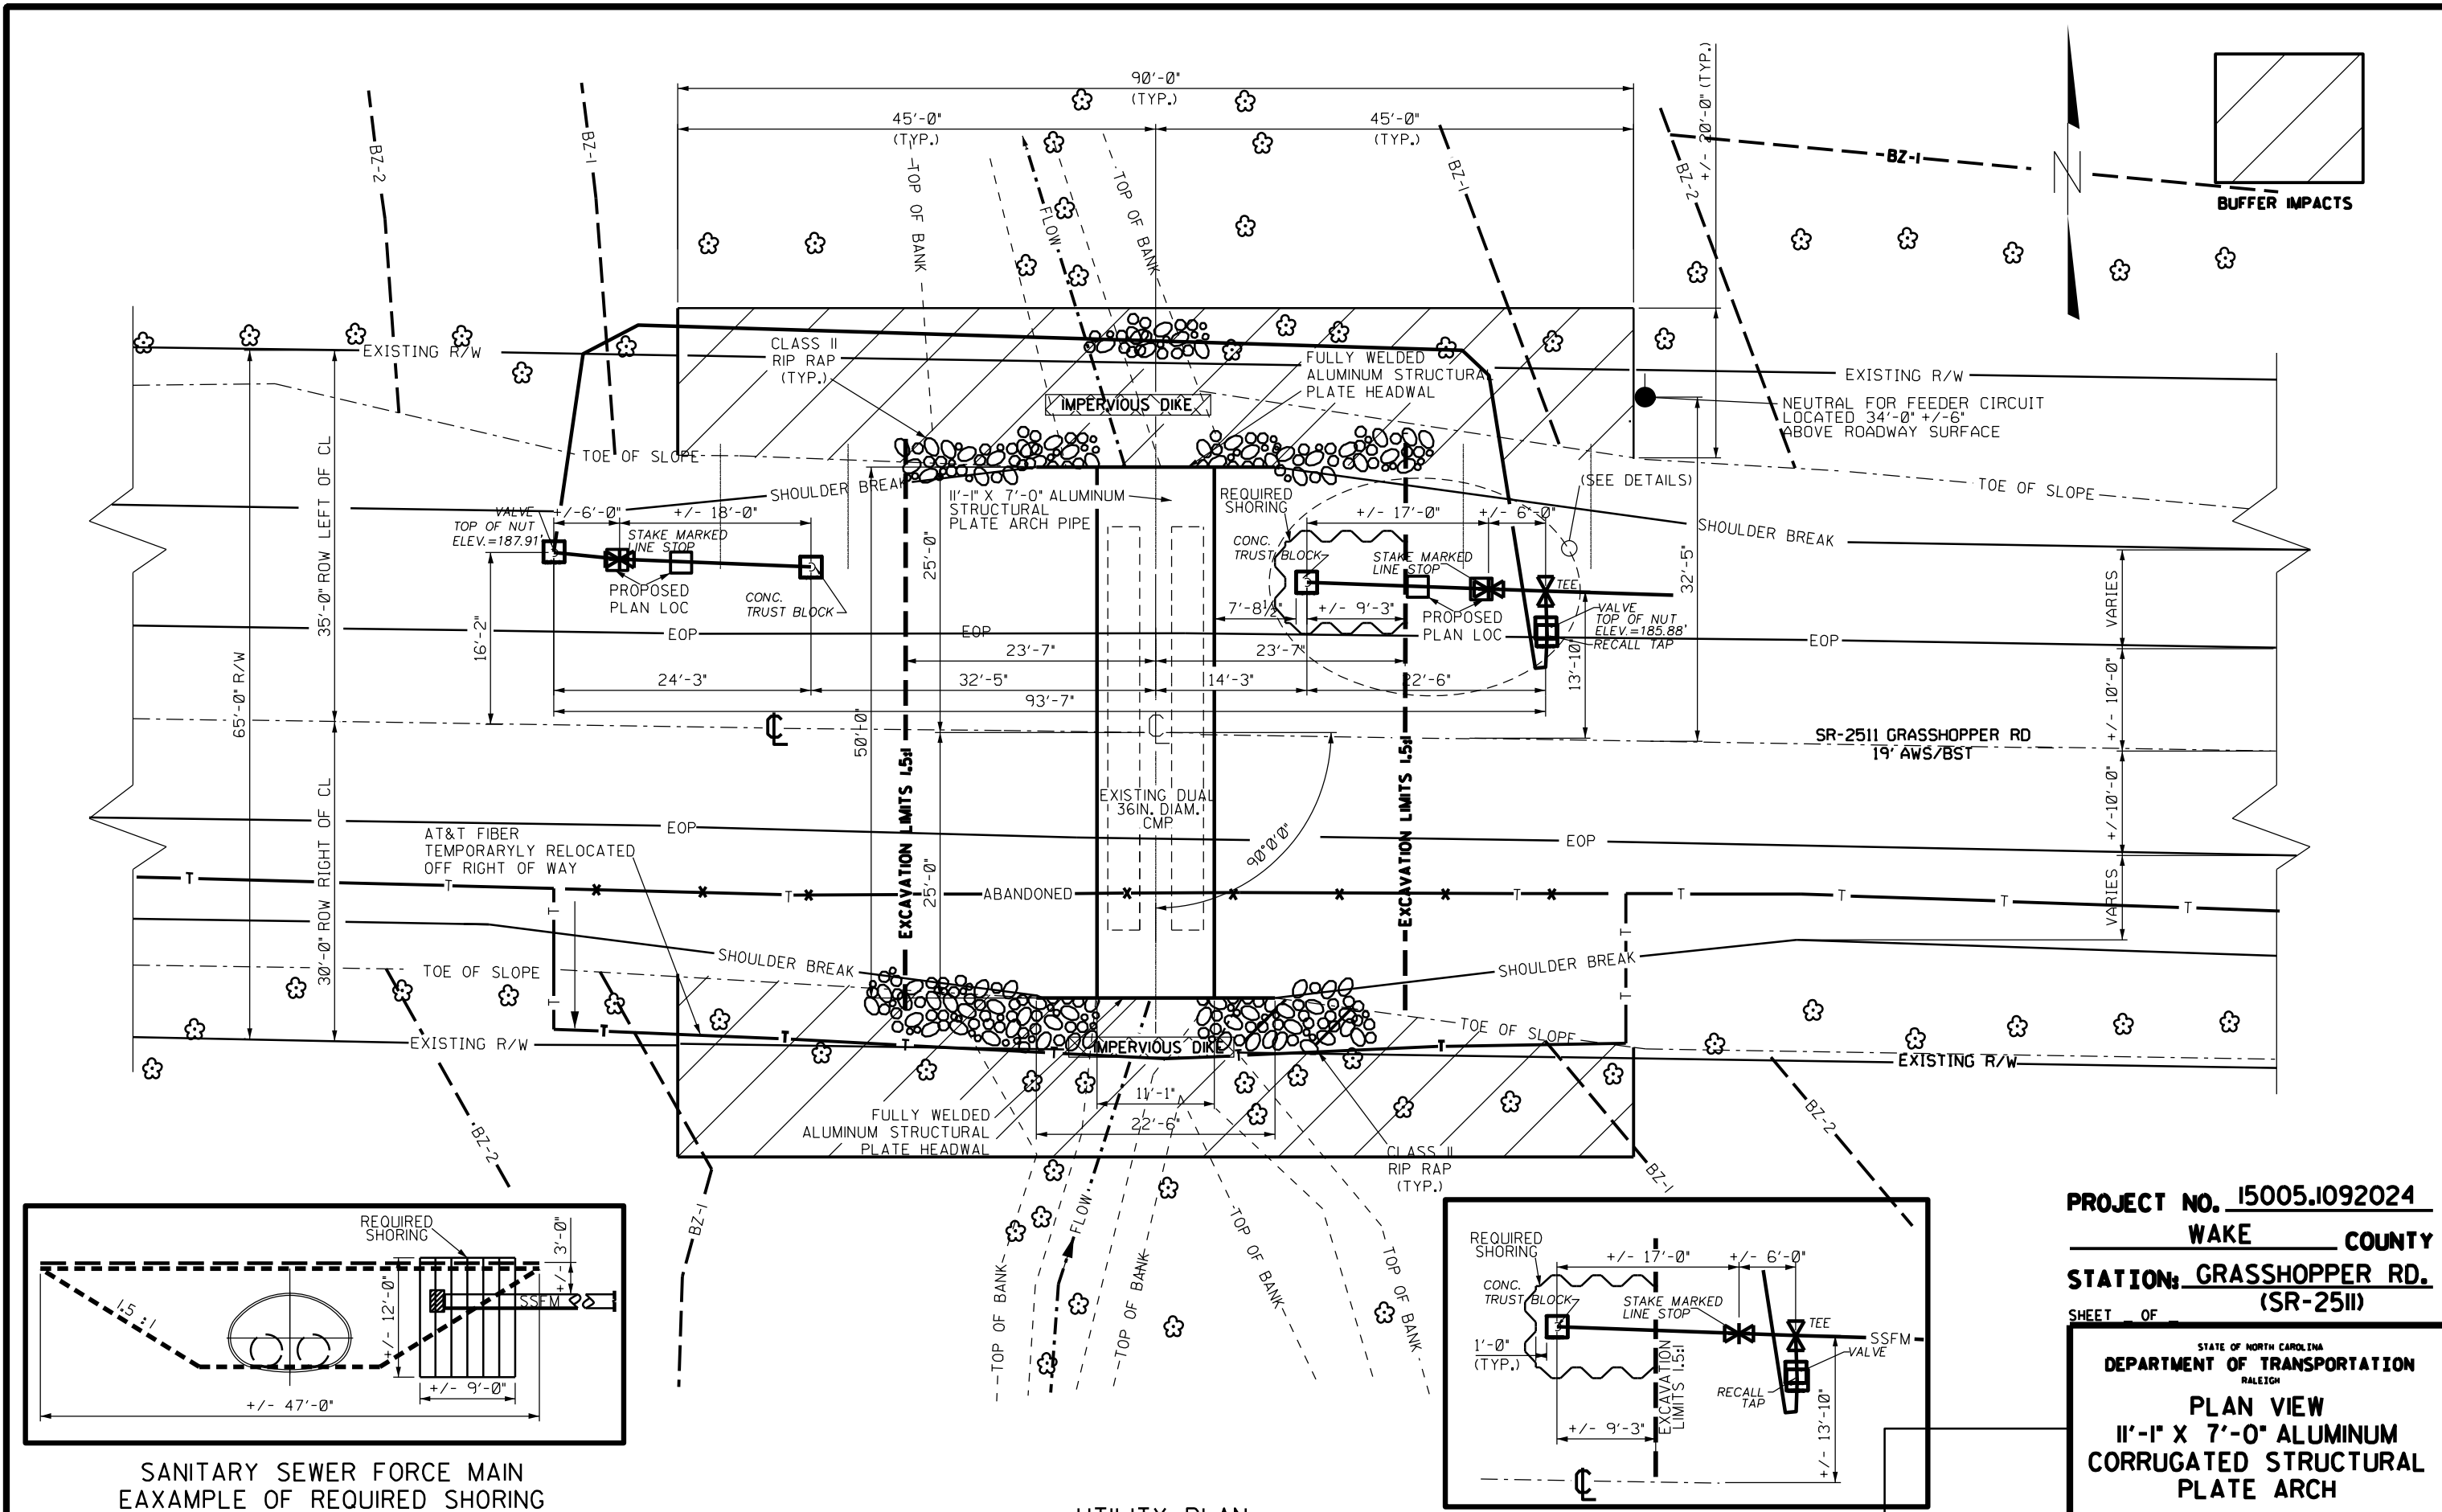 90'-0"
(TYP.)
45'-0"
(TYP.)
45'-0"
(TYP.)
+/- 20'-0" (TYP.)
BZ-2
BZ-1
TOP OF BANK
FLOW
TOP OF BANK
BZ-1
BZ-2
BZ-1
N
BUFFER IMPACTS
EXISTING R/W
CLASS II
RIP RAP
(TYP.)
FULLY WELDED
ALUMINUM STRUCTURAL
PLATE HEADWAL
IMPERVIOUS DIKE
EXISTING R/W
NEUTRAL FOR FEEDER CIRCUIT
LOCATED 34'-0" +/-6"
ABOVE ROADWAY SURFACE
TOE OF SLOPE
SHOULDER BREAK
11'-1" X 7'-0" ALUMINUM
STRUCTURAL
PLATE ARCH PIPE
REQUIRED
SHORING
(SEE DETAILS)
TOE OF SLOPE
SHOULDER BREAK
VALVE
TOP OF NUT
ELEV.=187.91'
+/-6'-0"
+/- 18'-0"
STAKE MARKED
LINE STOP
PROPOSED
PLAN LOC
CONC.
TRUST BLOCK
+/- 17'-0"
+/- 6'-0"
CONC.
TRUST BLOCK
STAKE MARKED
LINE STOP
TEE
7'-8½"
+/- 9'-3"
PROPOSED
PLAN LOC
VALVE
TOP OF NUT
ELEV.=185.88'
RECALL TAP
32'-5"
13'-10"
35'-0" ROW LEFT OF CL
65'-0" R/W
16'-2"
25'-0"
50'-0"
EOP
EOP
EOP
23'-7"
23'-7"
24'-3"
32'-5"
14'-3"
22'-6"
93'-7"
CL
CL
SR-2511 GRASSHOPPER RD
19' AWS/BST
VARIES
+/- 10'-0"
+/-10'-0"
VARIES
EXCAVATION LIMITS 1.5:1
EXCAVATION LIMITS 1.5:1
EXISTING DUAL
36IN. DIAM.
CMP
90°0'0"
EOP
EOP
30'-0" ROW RIGHT OF CL
AT&T FIBER
TEMPORARYLY RELOCATED
OFF RIGHT OF WAY
T
T
T
ABANDONED
T
T
T
T
T
T
T
T
T
25'-0"
SHOULDER BREAK
SHOULDER BREAK
TOE OF SLOPE
TOE OF SLOPE
T
T
T
T
T
T
EXISTING R/W
IMPERVIOUS DIKE
EXISTING R/W
11'-1"
22'-6"
FULLY WELDED
ALUMINUM STRUCTURAL
PLATE HEADWAL
CLASS II
RIP RAP
(TYP.)
BZ-2
BZ-1
BZ-1
BZ-2
TOP OF BANK
FLOW
TOP OF BANK
TOP OF BANK
TOP OF BANK
REQUIRED
SHORING
+/- 3'-0"
+/- 12'-0"
SSFM
1.5 :1
+/- 9'-0"
+/- 47'-0"
SANITARY SEWER FORCE MAIN
EAXAMPLE OF REQUIRED SHORING
REQUIRED
SHORING
+/- 17'-0"
+/- 6'-0"
CONC.
TRUST BLOCK
STAKE MARKED
LINE STOP
TEE
SSFM
VALVE
1'-0"
(TYP.)
EXCAVATION
LIMITS 1.5:1
RECALL
TAP
+/- 9'-3"
+/- 13'-10"
CL
UTILITY PLAN
PROJECT NO. 15005.1092024
WAKE COUNTY
STATION: GRASSHOPPER RD.
(SR-2511)
SHEET _ OF _
STATE OF NORTH CAROLINA
DEPARTMENT OF TRANSPORTATION
RALEIGH
PLAN VIEW
11'-1" X 7'-0" ALUMINUM
CORRUGATED STRUCTURAL
PLATE ARCH